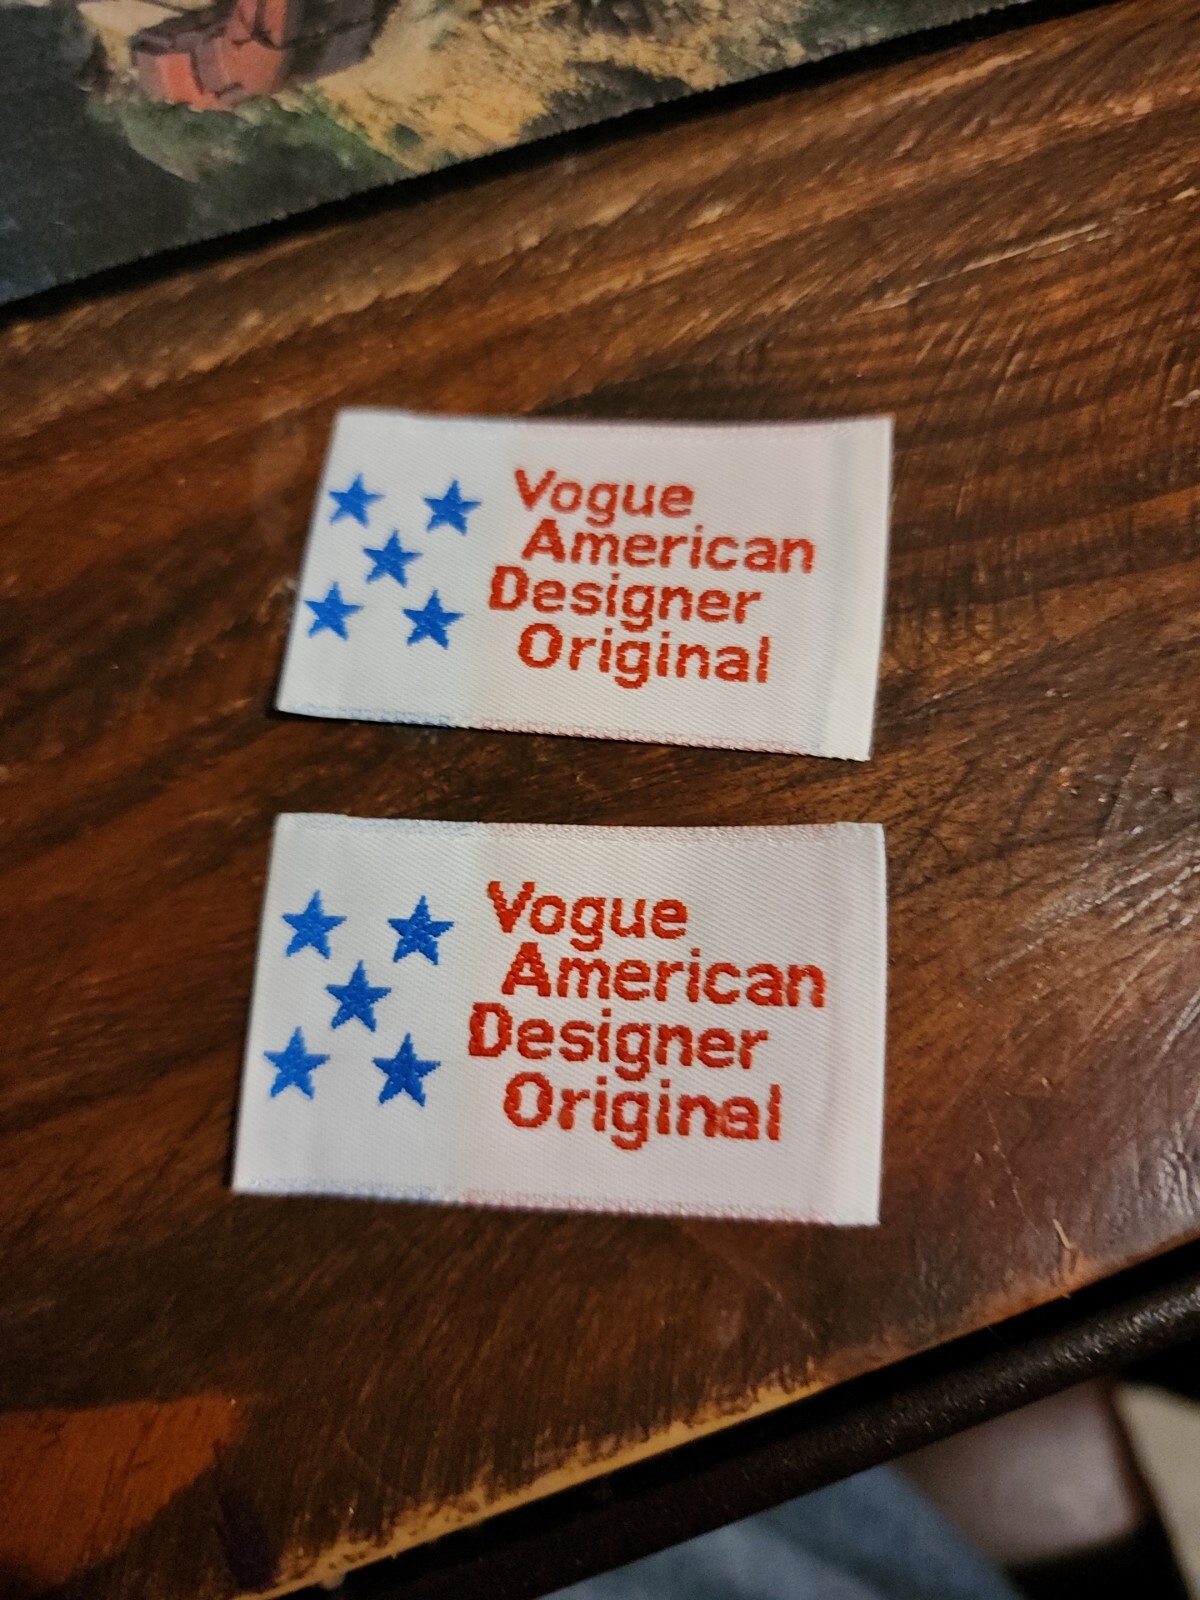 Vogue
American
Designer
Original
Vogue
American
Designer
Original